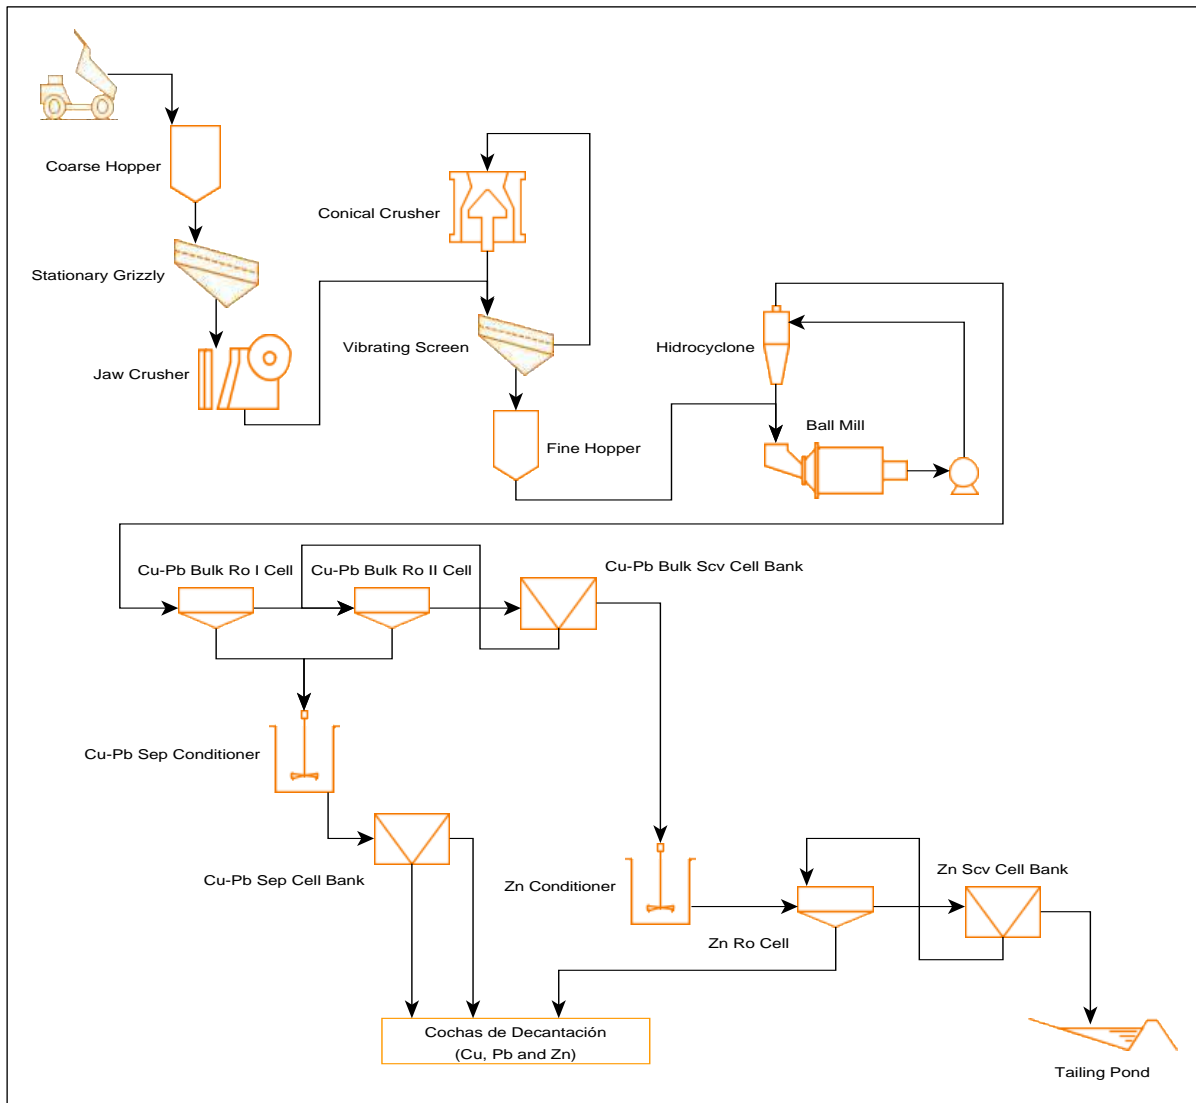 Coarse Hopper
Conical Crusher
Stationary Grizzly
Vibrating Screen
Hidrocyclone
Jaw Crusher
Ball Mill
Fine Hopper
Cu-Pb Bulk Ro I Cell
Cu-Pb Bulk Ro II Cell
Cu-Pb Bulk Scv Cell Bank
Cu-Pb Sep Conditioner
Cu-Pb Sep Cell Bank
Zn Conditioner
Zn Scv Cell Bank
Zn Ro Cell
Cochas de Decantación
(Cu, Pb and Zn)
Tailing Pond